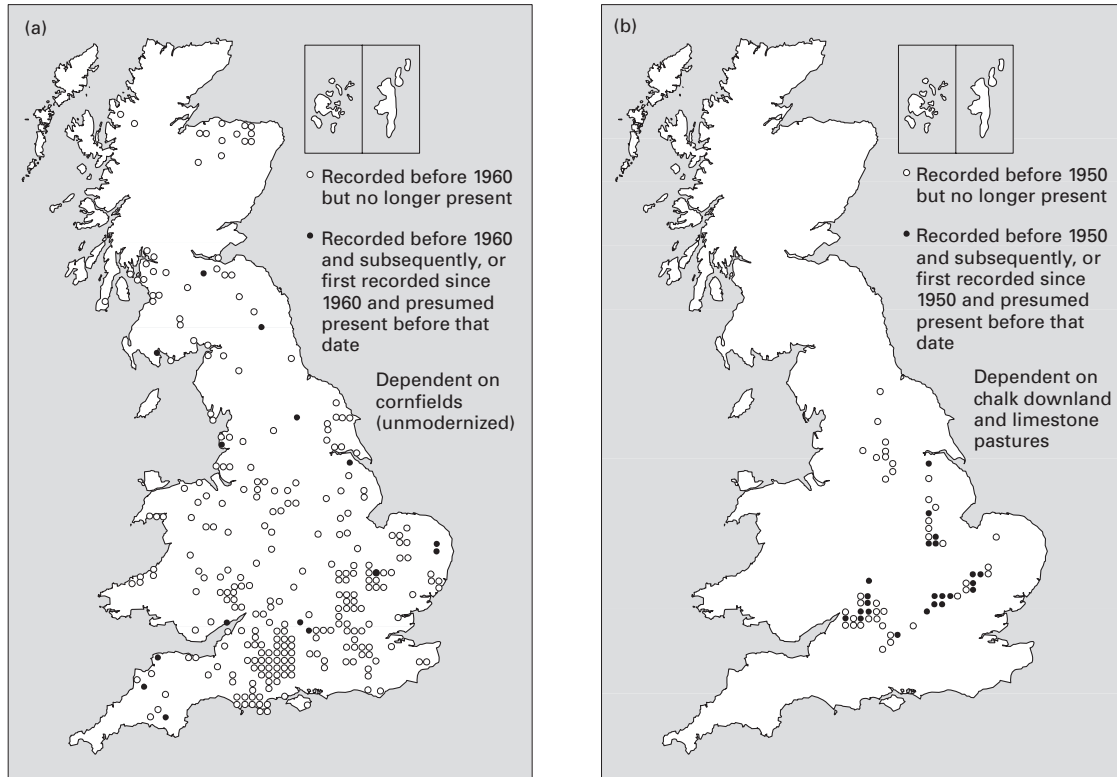 (a)
Recorded before 1960
but no longer present
Recorded before 1960
and subsequently, or
first recorded since
1960 and presumed
present before that
date
Dependent on
cornfields
(unmodernized)
(b)
Recorded before 1950
but no longer present
Recorded before 1950
and subsequently, or
first recorded since
1950 and presumed
present before that
date
Dependent on
chalk downland
and limestone
pastures